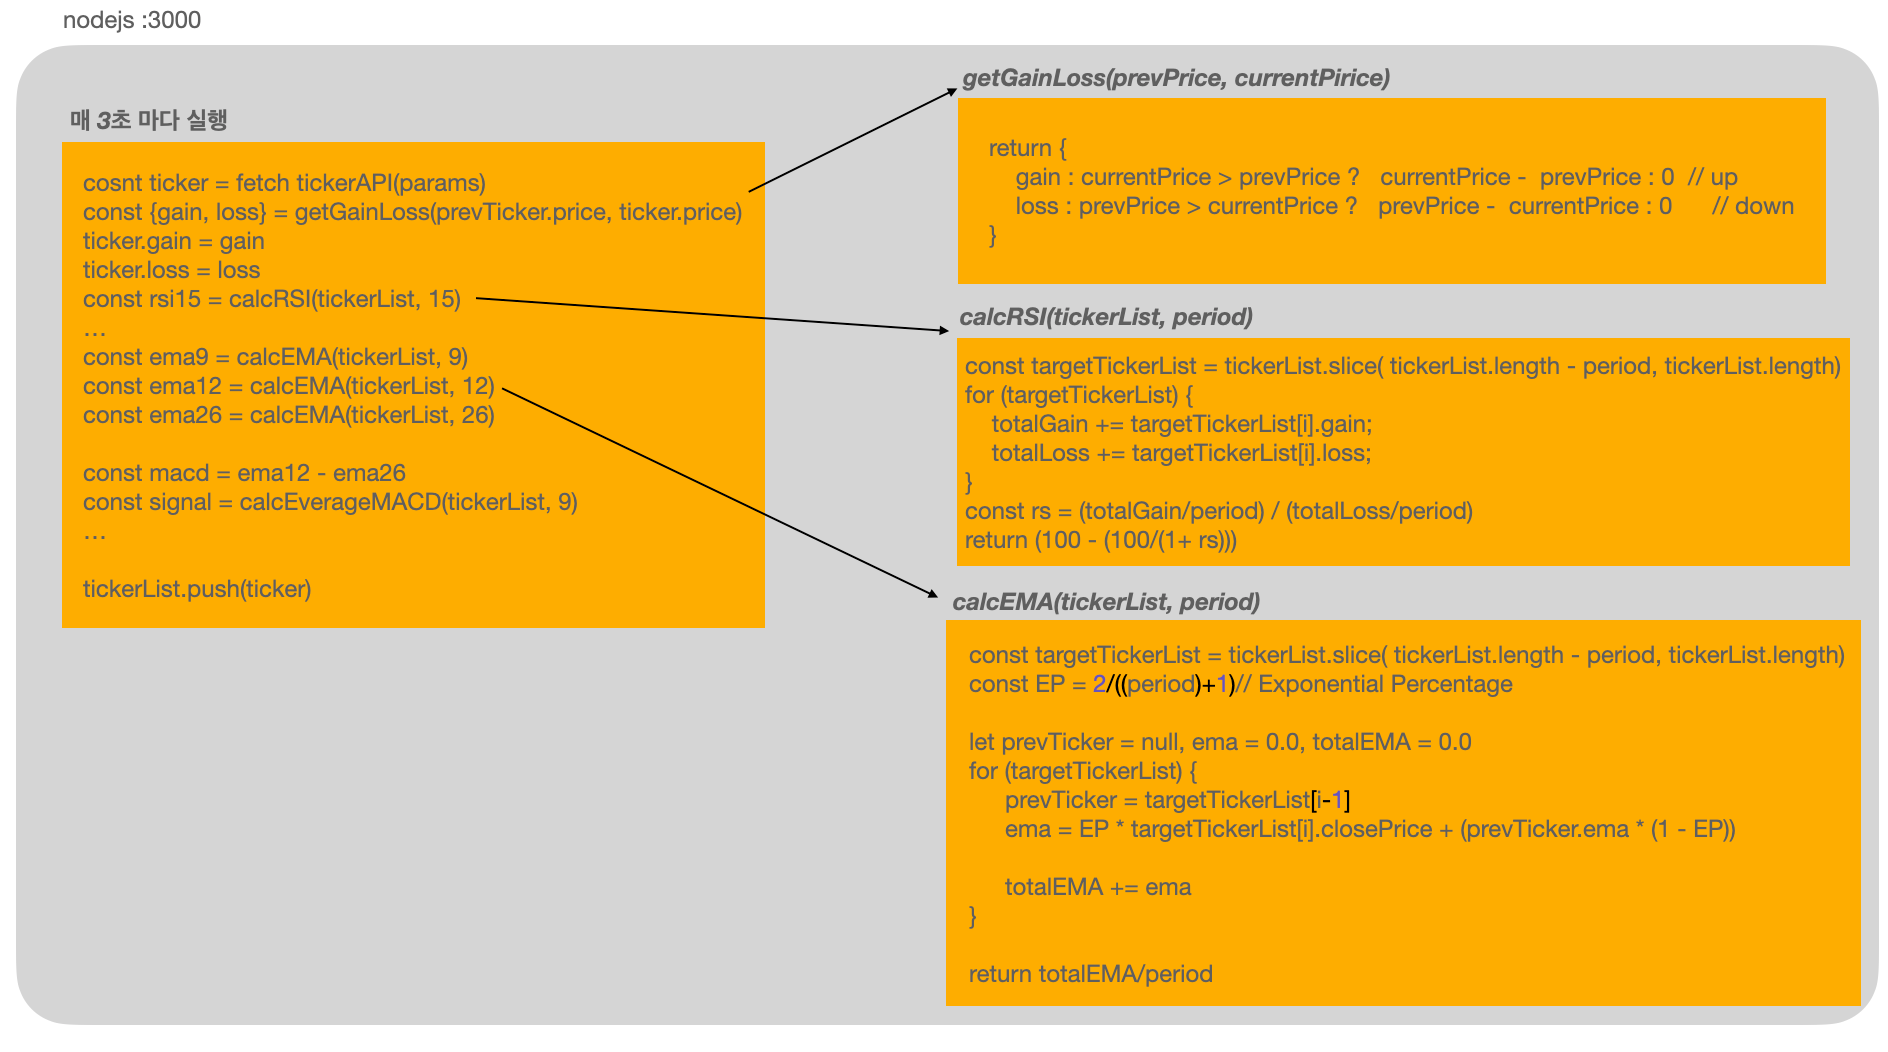 nodejs :3000
매 3초 마다 실행
cosnt ticker = fetch tickerAPI(params)
const {gain, loss} = getGainLoss(prevTicker.price, ticker.price)
ticker.gain = gain
ticker.loss = loss
const rsi15 = calcRSI(tickerList, 15)
…
const ema9 = calcEMA(tickerList, 9)
const ema12 = calcEMA(tickerList, 12)
const ema26 = calcEMA(tickerList, 26)
const macd = ema12 - ema26
const signal = calcEverageMACD(tickerList, 9)
…
tickerList.push(ticker)
getGainLoss(prevPrice, currentPirice)
return {
gain : currentPrice > prevPrice ? currentPrice - prevPrice : 0 // up
loss : prevPrice > currentPrice ? prevPrice - currentPrice : 0 // down
}
calcRSI(tickerList, period)
const targetTickerList = tickerList.slice( tickerList.length - period, tickerList.length)
for (targetTickerList) {
totalGain += targetTickerList[i].gain;
totalLoss += targetTickerList[i].loss;
}
const rs = (totalGain/period) / (totalLoss/period)
return (100 - (100/(1+ rs)))
calcEMA(tickerList, period)
const targetTickerList = tickerList.slice( tickerList.length - period, tickerList.length)
const EP = 2/((period)+1)// Exponential Percentage
let prevTicker = null, ema = 0.0, totalEMA = 0.0
for (targetTickerList) {
prevTicker = targetTickerList[i-1]
ema = EP * targetTickerList[i].closePrice + (prevTicker.ema * (1 - EP))
totalEMA += ema
}
return totalEMA/period